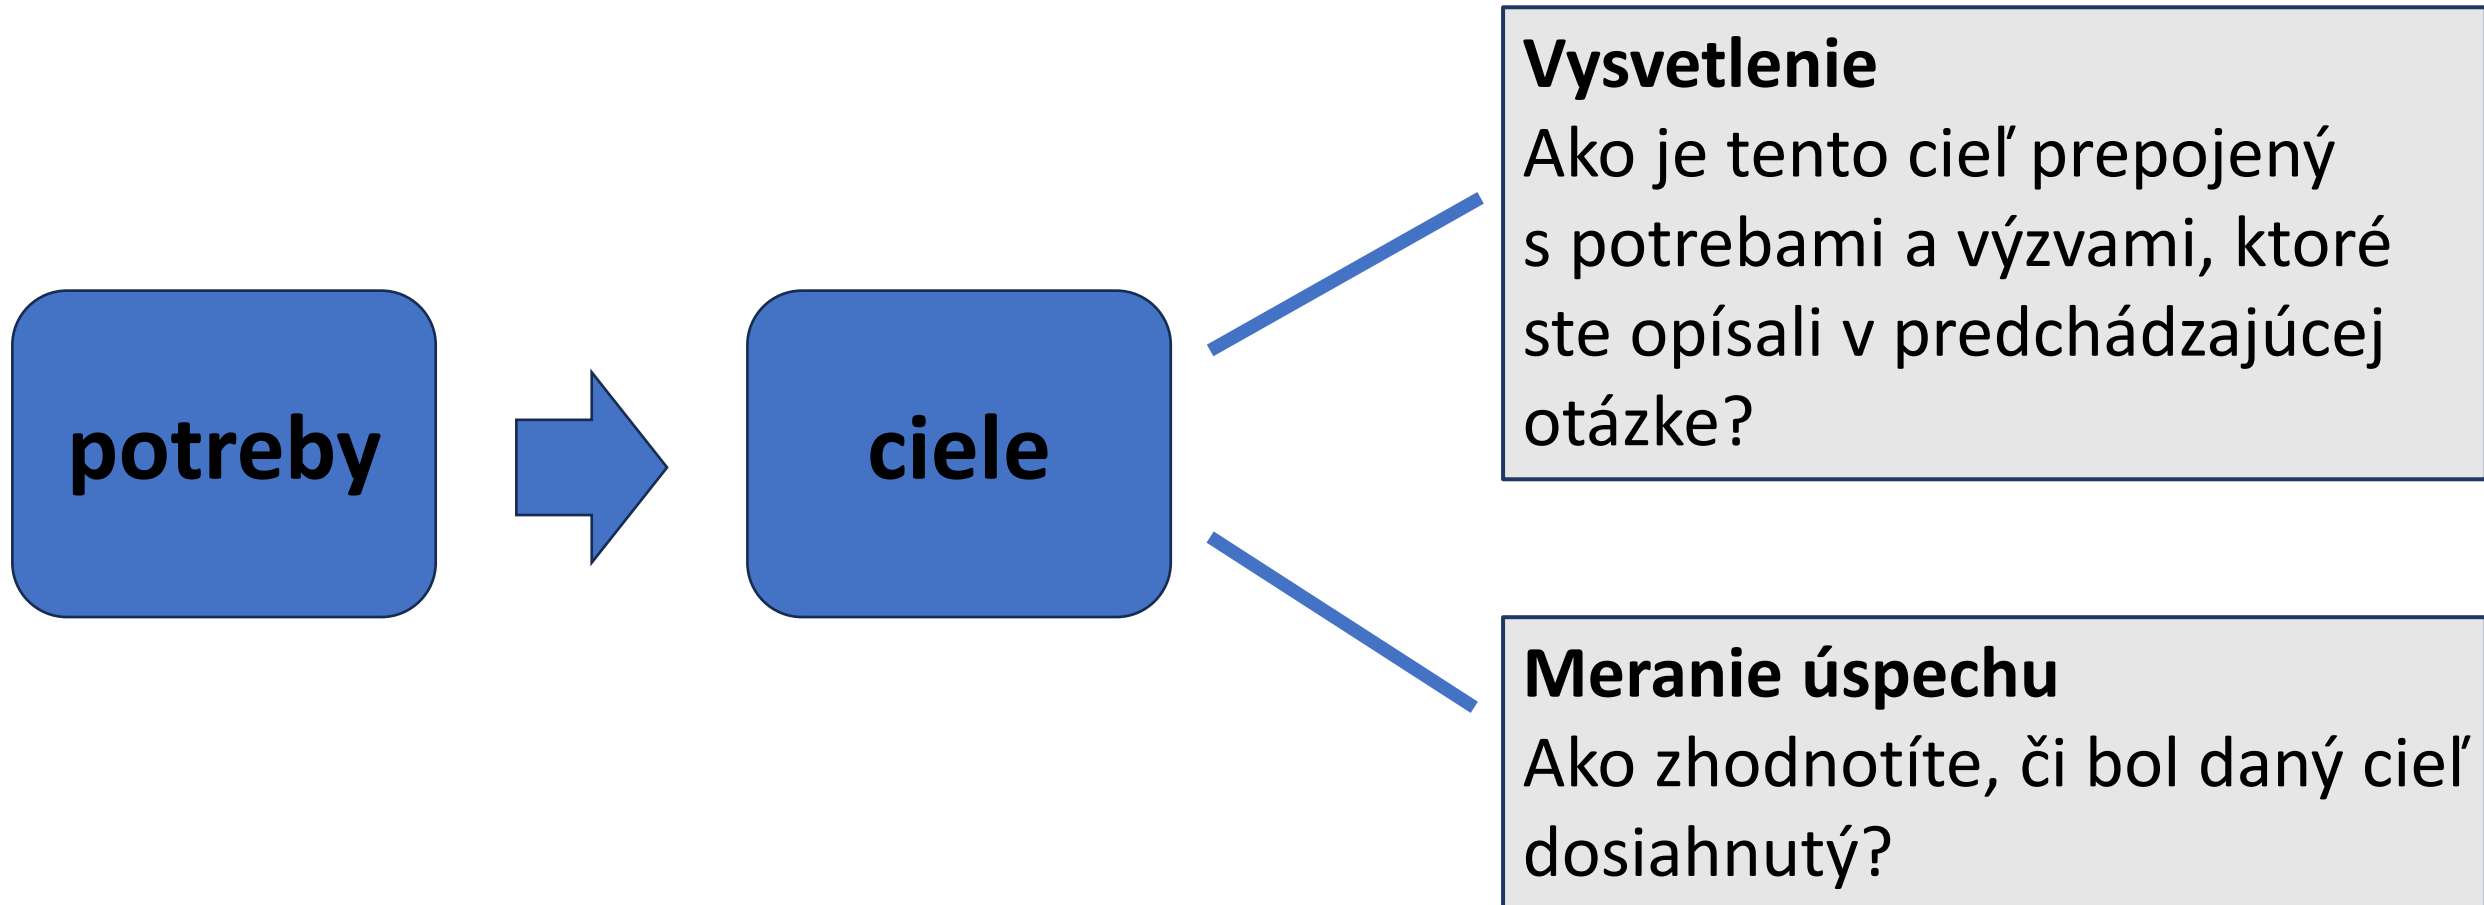 potreby
ciele
Vysvetlenie
Ako je tento cieľ prepojený
s potrebami a výzvami, ktoré
ste opísali v predchádzajúcej
otázke?
Meranie úspechu
Ako zhodnotíte, či bol daný cieľ
dosiahnutý?